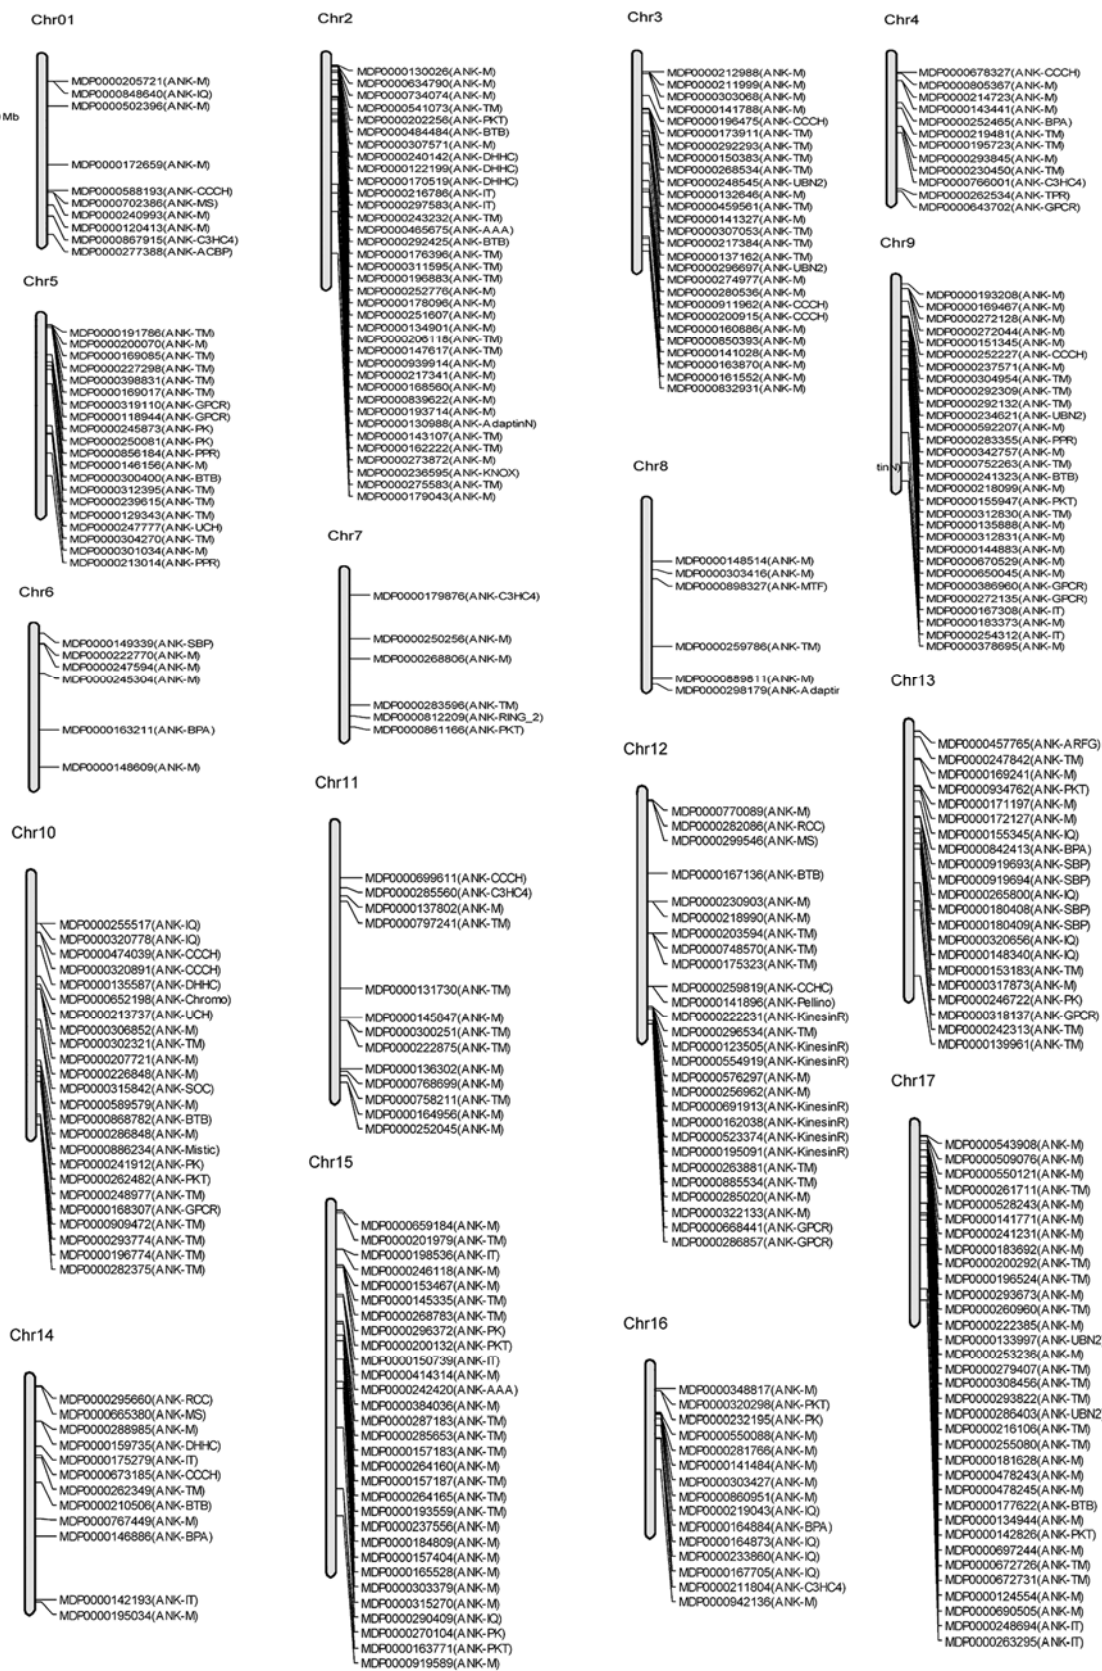 Chr01
MDP0000205721(ANK-M)
MDP0000848640(ANK-IQ)
MDP0000502396(ANK-M)
Mb
MDP0000172659(ANK-M)
MDP0000588193(ANK-CCCH)
MDP0000702386(ANK-MS)
MDP0000240993(ANK-M)
MDP0000120413(ANK-M)
MDP0000867915(ANK-C3HC4)
MDP0000277388(ANK-ACBP)
Chr2
MDP0000130026(ANK-M)
MDP0000634790(ANK-M)
MDP0000734074(ANK-M)
MDP0000541073(ANK-TM)
MDP0000202256(ANK-PKT)
MDP0000484484(ANK-BTB)
MDP0000307571(ANK-M)
MDP0000240142(ANK-DHHC)
MDP0000122199(ANK-DHHC)
MDP0000170519(ANK-DHHC)
MDP0000216786(ANK-IT)
MDP0000297583(ANK-IT)
MDP0000243232(ANK-TM)
MDP0000465675(ANK-AAA)
MDP0000292425(ANK-BTB)
MDP0000176396(ANK-TM)
MDP0000311595(ANK-TM)
MDP0000196883(ANK-TM)
MDP0000252776(ANK-M)
MDP0000178096(ANK-M)
MDP0000251607(ANK-M)
MDP0000134901(ANK-M)
MDP0000206118(ANK-TM)
MDP0000147617(ANK-TM)
MDP0000939914(ANK-M)
MDP0000217341(ANK-M)
MDP0000168560(ANK-M)
MDP0000839622(ANK-M)
MDP0000193714(ANK-M)
MDP0000130988(ANK-AdaptinN)
MDP0000143107(ANK-TM)
MDP0000162222(ANK-TM)
MDP0000273872(ANK-M)
MDP0000236595(ANK-KNOX)
MDP0000275583(ANK-TM)
MDP0000179043(ANK-M)
Chr3
MDP0000212988(ANK-M)
MDP0000211999(ANK-M)
MDP0000303068(ANK-M)
MDP0000141788(ANK-M)
MDP0000196475(ANK-CCCH)
MDP0000173911(ANK-TM)
MDP0000292293(ANK-TM)
MDP0000150383(ANK-TM)
MDP0000268534(ANK-TM)
MDP0000248545(ANK-UBN2)
MDP0000132646(ANK-M)
MDP0000459561(ANK-TM)
MDP0000141327(ANK-M)
MDP0000307053(ANK-TM)
MDP0000217384(ANK-TM)
MDP0000137162(ANK-TM)
MDP0000296697(ANK-UBN2)
MDP0000274977(ANK-M)
MDP0000280536(ANK-M)
MDP0000911962(ANK-CCCH)
MDP0000200915(ANK-CCCH)
MDP0000160886(ANK-M)
MDP0000850393(ANK-M)
MDP0000141028(ANK-M)
MDP0000163870(ANK-M)
MDP0000161552(ANK-M)
MDP0000832931(ANK-M)
Chr4
MDP0000678327(ANK-CCCH)
MDP0000805367(ANK-M)
MDP0000214723(ANK-M)
MDP0000143441(ANK-M)
MDP0000252465(ANK-BPA)
MDP0000219481(ANK-TM)
MDP0000195723(ANK-TM)
MDP0000293845(ANK-M)
MDP0000230450(ANK-TM)
MDP0000766001(ANK-C3HC4)
MDP0000262534(ANK-TPR)
MDP0000643702(ANK-GPCR)
Chr5
MDP0000191786(ANK-TM)
MDP0000200070(ANK-M)
MDP0000169085(ANK-TM)
MDP0000227298(ANK-TM)
MDP0000398831(ANK-TM)
MDP0000169017(ANK-TM)
MDP0000319110(ANK-GPCR)
MDP0000118944(ANK-GPCR)
MDP0000245873(ANK-PK)
MDP0000250081(ANK-PK)
MDP0000856184(ANK-PPR)
MDP0000146156(ANK-M)
MDP0000300400(ANK-BTB)
MDP0000312395(ANK-TM)
MDP0000239615(ANK-TM)
MDP0000129343(ANK-TM)
MDP0000247777(ANK-UCH)
MDP0000304270(ANK-TM)
MDP0000301034(ANK-M)
MDP0000213014(ANK-PPR)
Chr9
MDP0000193208(ANK-M)
MDP0000169467(ANK-M)
MDP0000272128(ANK-M)
MDP0000272044(ANK-M)
MDP0000151345(ANK-M)
MDP0000252227(ANK-CCCH)
MDP0000237571(ANK-M)
MDP0000304954(ANK-TM)
MDP0000292309(ANK-TM)
MDP0000292132(ANK-TM)
MDP0000234621(ANK-UBN2)
MDP0000592207(ANK-M)
MDP0000283355(ANK-PPR)
MDP0000342757(ANK-M)
MDP0000752263(ANK-TM)
tinN)
MDP0000241323(ANK-BTB)
MDP0000218099(ANK-M)
MDP0000155947(ANK-PKT)
MDP0000312830(ANK-TM)
MDP0000135888(ANK-M)
MDP0000312831(ANK-M)
MDP0000144883(ANK-M)
MDP0000670529(ANK-M)
MDP0000650045(ANK-M)
MDP0000386960(ANK-GPCR)
MDP0000272135(ANK-GPCR)
MDP0000167308(ANK-IT)
MDP0000183373(ANK-M)
MDP0000254312(ANK-IT)
MDP0000378695(ANK-M)
Chr6
MDP0000149339(ANK-SBP)
MDP0000222770(ANK-M)
MDP0000247594(ANK-M)
MDP0000245304(ANK-M)
MDP0000163211(ANK-BPA)
MDP0000148609(ANK-M)
Chr7
MDP0000179876(ANK-C3HC4)
MDP0000250256(ANK-M)
MDP0000268806(ANK-M)
MDP0000283596(ANK-TM)
MDP0000812209(ANK-RING_2)
MDP0000861166(ANK-PKT)
Chr8
MDP0000148514(ANK-M)
MDP0000303416(ANK-M)
MDP0000898327(ANK-MTF)
MDP0000259786(ANK-TM)
MDP0000889811(ANK-M)
MDP0000298179(ANK-Adaptir
Chr10
MDP0000255517(ANK-IQ)
MDP0000320778(ANK-IQ)
MDP0000474039(ANK-CCCH)
MDP0000320891(ANK-CCCH)
MDP0000135587(ANK-DHHC)
MDP0000652198(ANK-Chromo)
MDP0000213737(ANK-UCH)
MDP0000306852(ANK-M)
MDP0000302321(ANK-TM)
MDP0000207721(ANK-M)
MDP0000226848(ANK-M)
MDP0000315842(ANK-SOC)
MDP0000589579(ANK-M)
MDP0000868782(ANK-BTB)
MDP0000286848(ANK-M)
MDP0000886234(ANK-Mistic)
MDP0000241912(ANK-PK)
MDP0000262482(ANK-PKT)
MDP0000248977(ANK-TM)
MDP0000168307(ANK-GPCR)
MDP0000909472(ANK-TM)
MDP0000293774(ANK-TM)
MDP0000196774(ANK-TM)
MDP0000282375(ANK-TM)
Chr11
MDP0000699611(ANK-CCCH)
MDP0000285560(ANK-C3HC4)
MDP0000137802(ANK-M)
MDP0000797241(ANK-TM)
MDP0000131730(ANK-TM)
MDP0000145647(ANK-M)
MDP0000300251(ANK-TM)
MDP0000222875(ANK-TM)
MDP0000136302(ANK-M)
MDP0000768699(ANK-M)
MDP0000758211(ANK-TM)
MDP0000164956(ANK-M)
MDP0000252045(ANK-M)
Chr12
MDP0000770089(ANK-M)
MDP0000282086(ANK-RCC)
MDP0000299546(ANK-MS)
MDP0000167136(ANK-BTB)
MDP0000230903(ANK-M)
MDP0000218990(ANK-M)
MDP0000203594(ANK-TM)
MDP0000748570(ANK-TM)
MDP0000175323(ANK-TM)
MDP0000259819(ANK-CCHC)
MDP0000141896(ANK-Pellino)
MDP0000222231(ANK-KinesinR)
MDP0000296534(ANK-TM)
MDP0000123505(ANK-KinesinR)
MDP0000554919(ANK-KinesinR)
MDP0000576297(ANK-M)
MDP0000256962(ANK-M)
MDP0000691913(ANK-KinesinR)
MDP0000162038(ANK-KinesinR)
MDP0000523374(ANK-KinesinR)
MDP0000195091(ANK-KinesinR)
MDP0000263881(ANK-TM)
MDP0000885534(ANK-TM)
MDP0000285020(ANK-M)
MDP0000322133(ANK-M)
MDP0000668441(ANK-GPCR)
MDP0000286857(ANK-GPCR)
Chr13
MDP0000457765(ANK-ARFG)
MDP0000247842(ANK-TM)
MDP0000169241(ANK-M)
MDP0000934762(ANK-PKT)
MDP0000171197(ANK-M)
MDP0000172127(ANK-M)
MDP0000155345(ANK-IQ)
MDP0000842413(ANK-BPA)
MDP0000919693(ANK-SBP)
MDP0000919694(ANK-SBP)
MDP0000265800(ANK-IQ)
MDP0000180408(ANK-SBP)
MDP0000180409(ANK-SBP)
MDP0000320656(ANK-IQ)
MDP0000148340(ANK-IQ)
MDP0000153183(ANK-TM)
MDP0000317873(ANK-M)
MDP0000246722(ANK-PK)
MDP0000318137(ANK-GPCR)
MDP0000242313(ANK-TM)
MDP0000139961(ANK-TM)
Chr14
MDP0000295660(ANK-RCC)
MDP0000665380(ANK-MS)
MDP0000288985(ANK-M)
MDP0000159735(ANK-DHHC)
MDP0000175279(ANK-IT)
MDP0000673185(ANK-CCCH)
MDP0000262349(ANK-TM)
MDP0000210506(ANK-BTB)
MDP0000767449(ANK-M)
MDP0000146886(ANK-BPA)
MDP0000142193(ANK-IT)
MDP0000195034(ANK-M)
Chr15
MDP0000659184(ANK-M)
MDP0000201979(ANK-TM)
MDP0000198536(ANK-IT)
MDP0000246118(ANK-M)
MDP0000153467(ANK-M)
MDP0000145335(ANK-TM)
MDP0000268783(ANK-TM)
MDP0000296372(ANK-PK)
MDP0000200132(ANK-PKT)
MDP0000150739(ANK-IT)
MDP0000414314(ANK-M)
MDP0000242420(ANK-AAA)
MDP0000384036(ANK-M)
MDP0000287183(ANK-TM)
MDP0000285653(ANK-TM)
MDP0000157183(ANK-TM)
MDP0000264160(ANK-M)
MDP0000157187(ANK-TM)
MDP0000264165(ANK-TM)
MDP0000193559(ANK-TM)
MDP0000237556(ANK-M)
MDP0000184809(ANK-M)
MDP0000157404(ANK-M)
MDP0000165528(ANK-M)
MDP0000303379(ANK-M)
MDP0000315270(ANK-M)
MDP0000290409(ANK-IQ)
MDP0000270104(ANK-PK)
MDP0000163771(ANK-PKT)
MDP0000919589(ANK-M)
Chr16
MDP0000348817(ANK-M)
MDP0000320298(ANK-PKT)
MDP0000232195(ANK-PK)
MDP0000550088(ANK-M)
MDP0000281766(ANK-M)
MDP0000141484(ANK-M)
MDP0000303427(ANK-M)
MDP0000860951(ANK-M)
MDP0000219043(ANK-IQ)
MDP0000164884(ANK-BPA)
MDP0000164873(ANK-IQ)
MDP0000233860(ANK-IQ)
MDP0000167705(ANK-IQ)
MDP0000211804(ANK-C3HC4)
MDP0000942136(ANK-M)
Chr17
MDP0000543908(ANK-M)
MDP0000509076(ANK-M)
MDP0000550121(ANK-M)
MDP0000261711(ANK-TM)
MDP0000528243(ANK-M)
MDP0000141771(ANK-M)
MDP0000241231(ANK-M)
MDP0000183692(ANK-M)
MDP0000200292(ANK-TM)
MDP0000196524(ANK-TM)
MDP0000293673(ANK-M)
MDP0000260960(ANK-TM)
MDP0000222385(ANK-M)
MDP0000133997(ANK-UBN2
MDP0000253236(ANK-M)
MDP0000279407(ANK-TM)
MDP0000308456(ANK-TM)
MDP0000293822(ANK-TM)
MDP0000286403(ANK-UBN2
MDP0000216106(ANK-TM)
MDP0000255080(ANK-TM)
MDP0000181628(ANK-M)
MDP0000478243(ANK-M)
MDP0000478245(ANK-M)
MDP0000177622(ANK-BTB)
MDP0000134944(ANK-M)
MDP0000142826(ANK-PKT)
MDP0000697244(ANK-M)
MDP0000672726(ANK-TM)
MDP0000672731(ANK-TM)
MDP0000124554(ANK-M)
MDP0000690505(ANK-M)
MDP0000248694(ANK-IT)
MDP0000263295(ANK-IT)